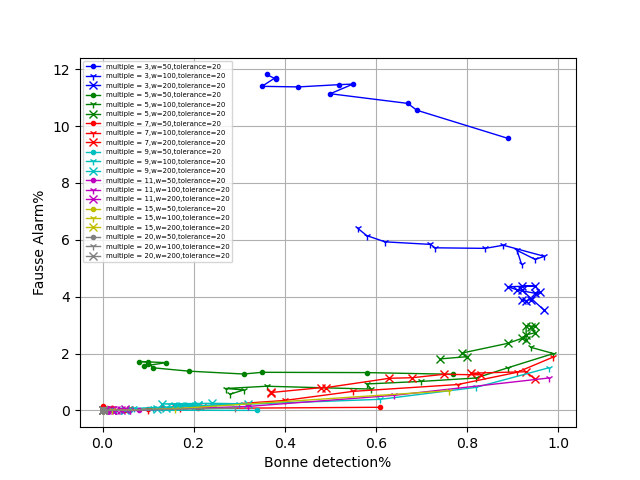 12
10
8
6
4
2
0
Fausse Alarm%
multiple = 3,w=50,tolerance=20
multiple = 3,w=100,tolerance=20
multiple = 3,w=200,tolerance=20
multiple = 5,w=50,tolerance=20
multiple = 5,w=100,tolerance=20
multiple = 5,w=200,tolerance=20
multiple = 7,w=50,tolerance=20
multiple = 7,w=100,tolerance=20
multiple = 7,w=200,tolerance=20
multiple = 9,w=50,tolerance=20
multiple = 9,w=100,tolerance=20
multiple = 9,w=200,tolerance=20
multiple = 11,w=50,tolerance=20
multiple = 11,w=100,tolerance=20
multiple = 11,w=200,tolerance=20
multiple = 15,w=50,tolerance=20
multiple = 15,w=100,tolerance=20
multiple = 15,w=200,tolerance=20
multiple = 20,w=50,tolerance=20
multiple = 20,w=100,tolerance=20
multiple = 20,w=200,tolerance=20
0.0 0.2 0.4 0.6 0.8 1.0
Bonne detection%